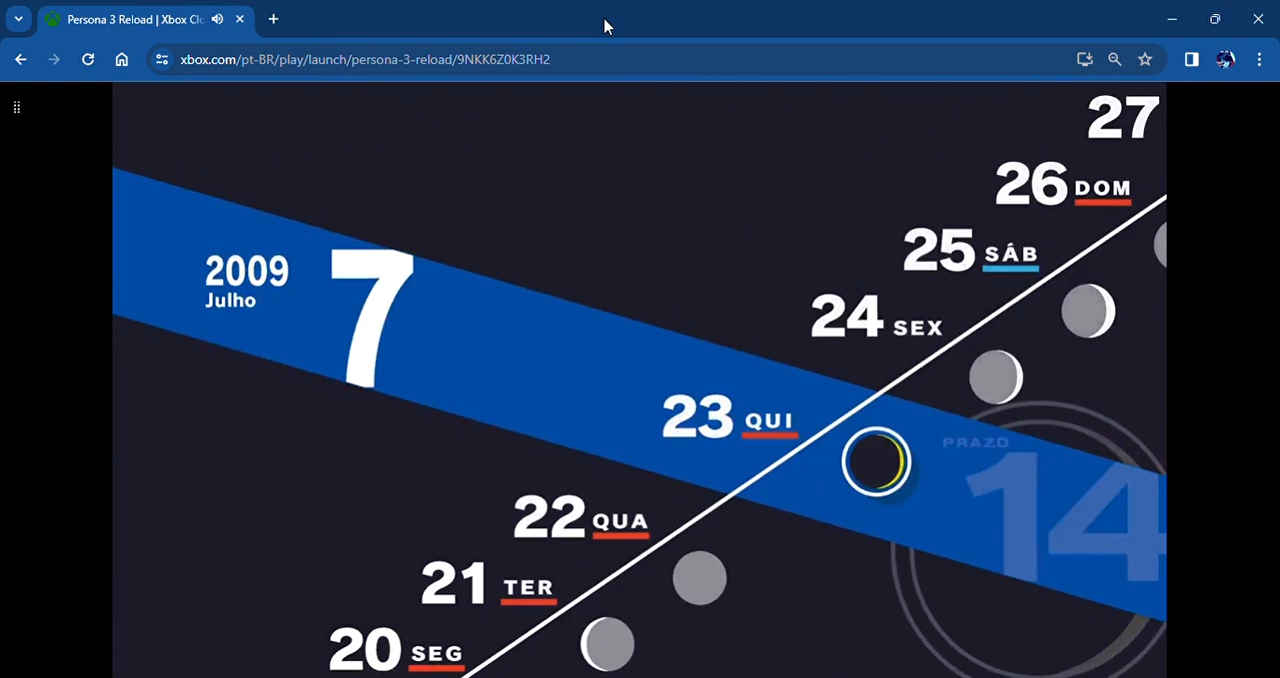 Persona 3 Reload | Xbox Clo
xbox.com/pt-BR/play/launch/persona-3-reload/9NKK6Z0K3RH2
27
26 DOM
25 SÁB
24 SEX
2009
Julho
7
23 QUI
PRAZO
14
22 QUA
21 TER
20 SEG